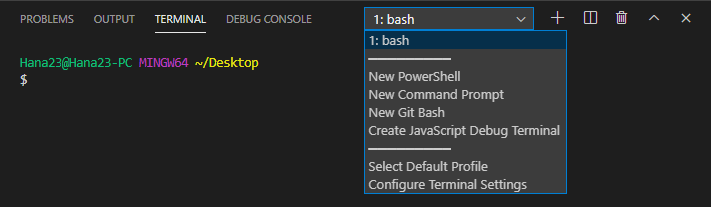 PROBLEMS OUTPUT TERMINAL DEBUG CONSOLE 1: bash
1: bash
Hana23@Hana23-PC MINGW64 ~/Desktop
$
New PowerShell
New Command Prompt
New Git Bash
Create JavaScript Debug Terminal
Select Default Profile
Configure Terminal Settings